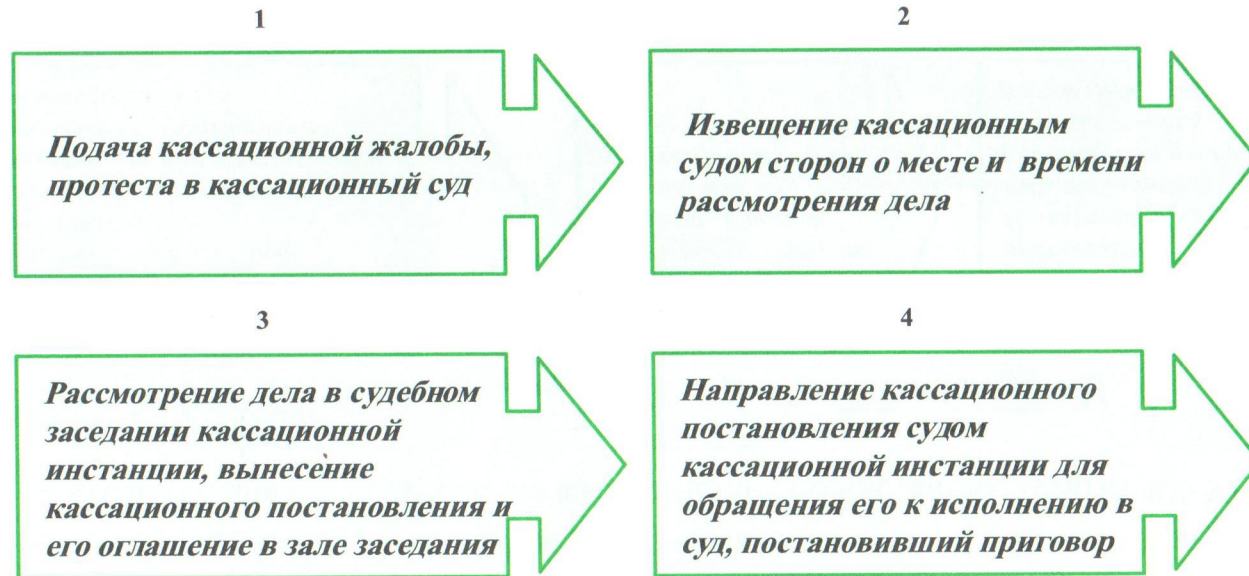 1
Подача кассационной жалобы,
протеста в кассационный суд
2
Извещение кассационным
судом сторон о месте и времени
рассмотрения дела
3
Рассмотрение дела в судебном
заседании кассационной
инстанции, вынесение
кассационного постановления и
его оглашение в зале заседания
4
Направление кассационного
постановления судом
кассационной инстанции для
обращения его к исполнению в
суд, постановивший приговор